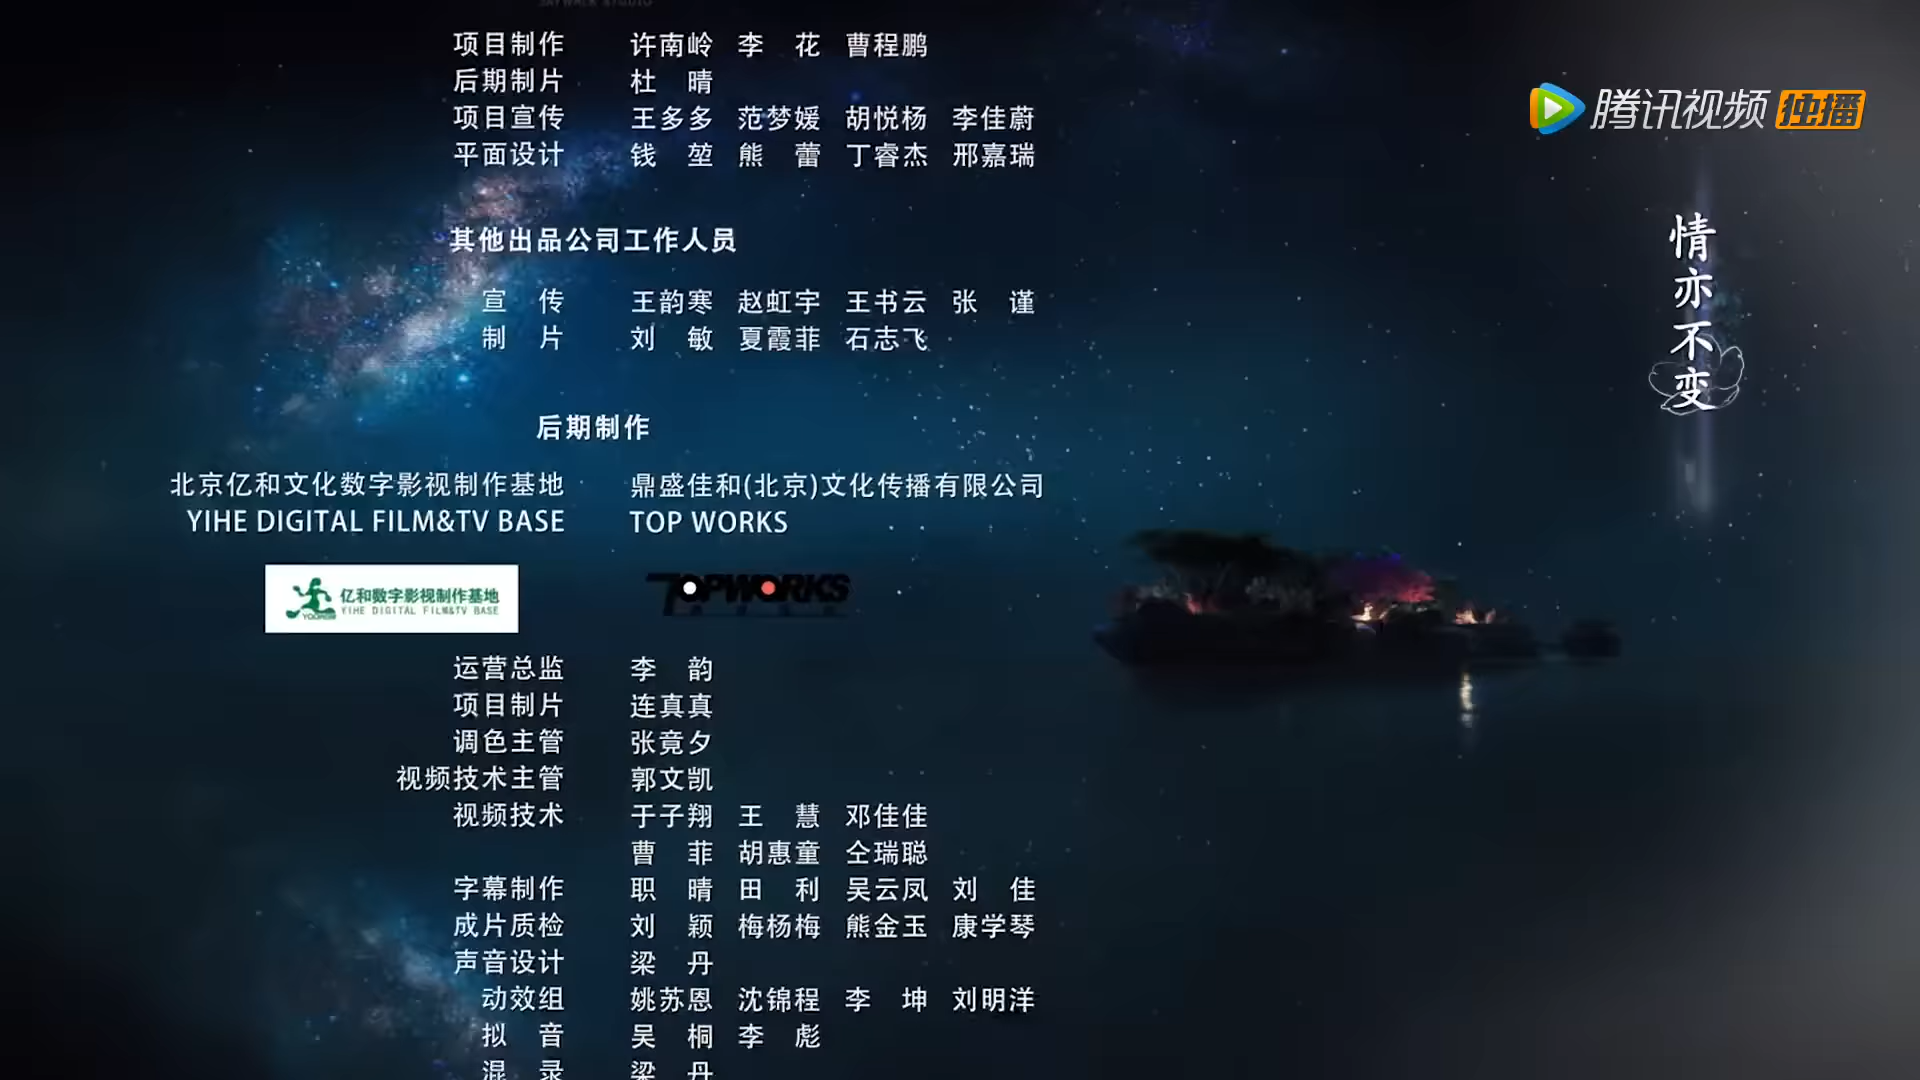 SKYWALK STUDIO
项目制作 许南岭 李 花 曹程鹏
后期制片 杜 晴
项目宣传 王多多 范梦媛 胡悦杨 李佳蔚
平面设计 钱 堃 熊 蕾 丁睿杰 邢嘉瑞
其他出品公司工作人员
宣 传 王韵寒 赵虹宇 王书云 张 谨
制 片 刘 敏 夏霞菲 石志飞
后期制作
北京亿和文化数字影视制作基地 鼎盛佳和(北京)文化传播有限公司
YIHE DIGITAL FILM&TV BASE TOP WORKS
亿和数字影视制作基地
YIHE DIGITAL FILM&TV BASE
TOPWORKS
运营总监 李 韵
项目制片 连真真
调色主管 张竟夕
视频技术主管 郭文凯
视频技术 于子翔 王 慧 邓佳佳
曹 菲 胡惠童 仝瑞聪
字幕制作 职 晴 田 利 吴云凤 刘 佳
成片质检 刘 颖 梅杨梅 熊金玉 康学琴
声音设计 梁 丹
动效组 姚苏恩 沈锦程 李 坤 刘明洋
拟 音 吴 桐 李 彪
混 录 梁 丹
腾讯视频 独播
情亦不变